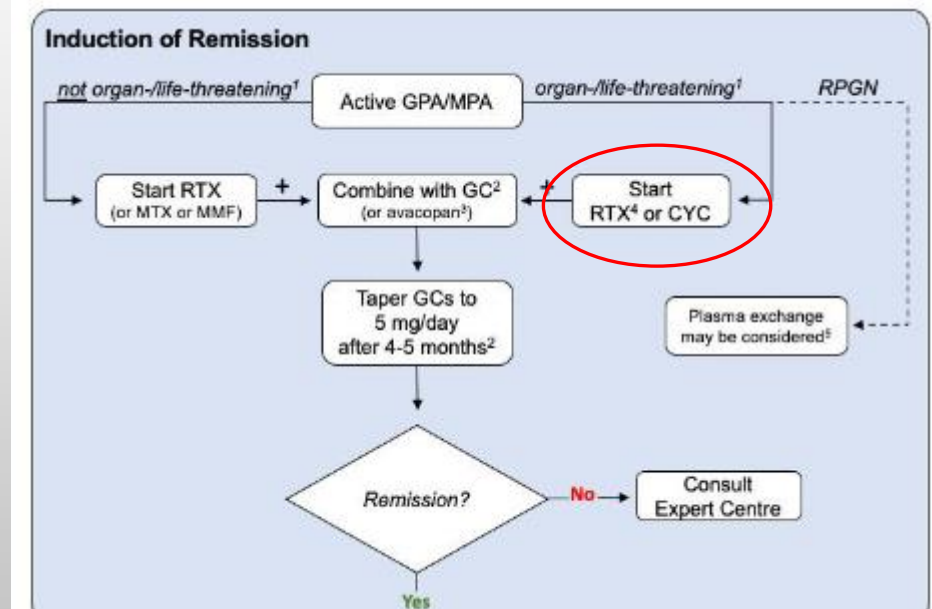 Induction of Remission
not organ-/life-threatening¹
Active GPA/MPA
organ-/life-threatening¹
RPGN
Start RTX
(or MTX or MMF)
+
Combine with GC²
(or avacopan³)
+
Start
RTX⁴ or CYC
Taper GCs to
5 mg/day
after 4-5 months²
Plasma exchange
may be considered⁵
Remission?
No
Consult
Expert Centre
Yes